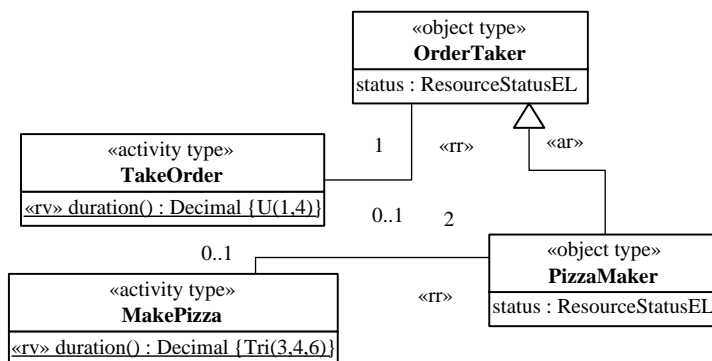 «object type»
OrderTaker
status : ResourceStatusEL
«activity type»
TakeOrder
«rv» duration() : Decimal {U(1,4)}
1
«rr»
«ar»
0..1
2
0..1
«object type»
PizzaMaker
status : ResourceStatusEL
«activity type»
MakePizza
«rv» duration() : Decimal {Tri(3,4,6)}
«rr»